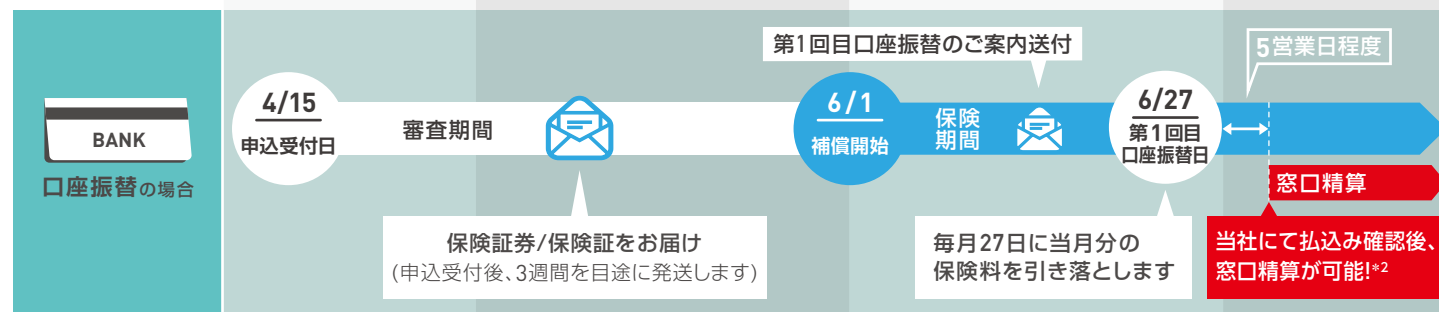 BANK
口座振替の場合
4/15
申込受付日
審査期間
保険証券/保険証をお届け
(申込受付後、3週間を目途に発送します)
6/1
補償開始
保険
期間
第1回目口座振替のご案内送付
6/27
第1回目
口座振替日
毎月27日に当月分の
保険料を引き落とします
5営業日程度
窓口精算
当社にて払込み確認後、
窓口精算が可能!*2